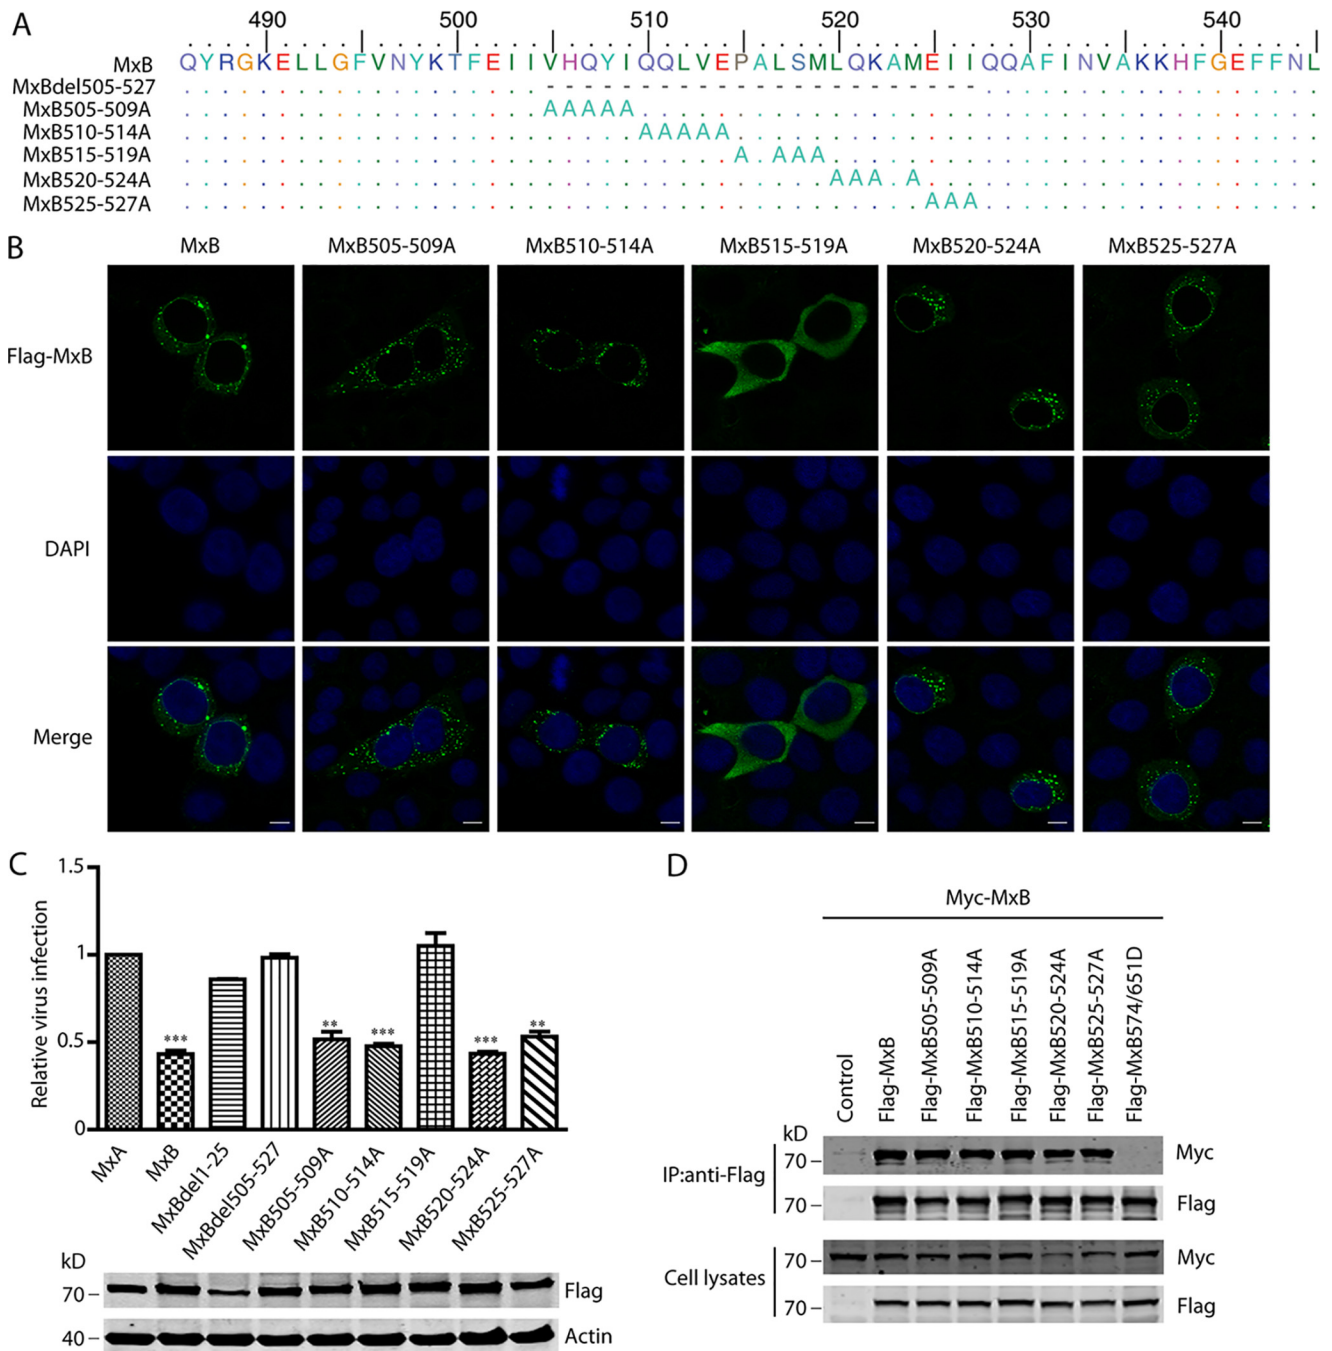 A
490 500 510 520 530 540
MxB QYRGKELLGFVNYKTFEIIVHQYIQQLVEPALSMLQKAMEIIQQAFINVAKKHFGEFFNL
MxBdel505-527 . . . . . . . . . . . . . . . . . . . - - - - - - - - - - - - - - - - - - - - - - - . . . . . . . . . . . . . . . . . .
MxB505-509A AAAAA
MxB510-514A AAAAA
MxB515-519A A.AAA
MxB520-524A AAA.A
MxB525-527A AAA
B
MxB MxB505-509A MxB510-514A MxB515-519A MxB520-524A MxB525-527A
Flag-MxB
DAPI
Merge
C
Relative virus infection
1.5
1
0.5
0
*** ** *** *** **
MxA MxB MxBdel1-25 MxBdel505-527 MxB505-509A MxB510-514A MxB515-519A MxB520-524A MxB525-527A
kD
70 Flag
40 Actin
D
Myc-MxB
Control Flag-MxB Flag-MxB505-509A Flag-MxB510-514A Flag-MxB515-519A Flag-MxB520-524A Flag-MxB525-527A Flag-MxB574/651D
kD
IP:anti-Flag
70 Myc
70 Flag
Cell lysates
70 Myc
70 Flag